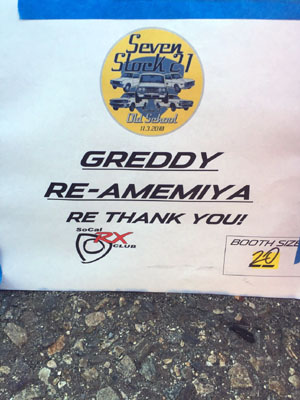 Seven
Stock 21
Old School
11.3.2018
GREDDY
RE-AMEMIYA
RE THANK YOU!
SoCal
RX
CLUB
BOOTH SIZE
20